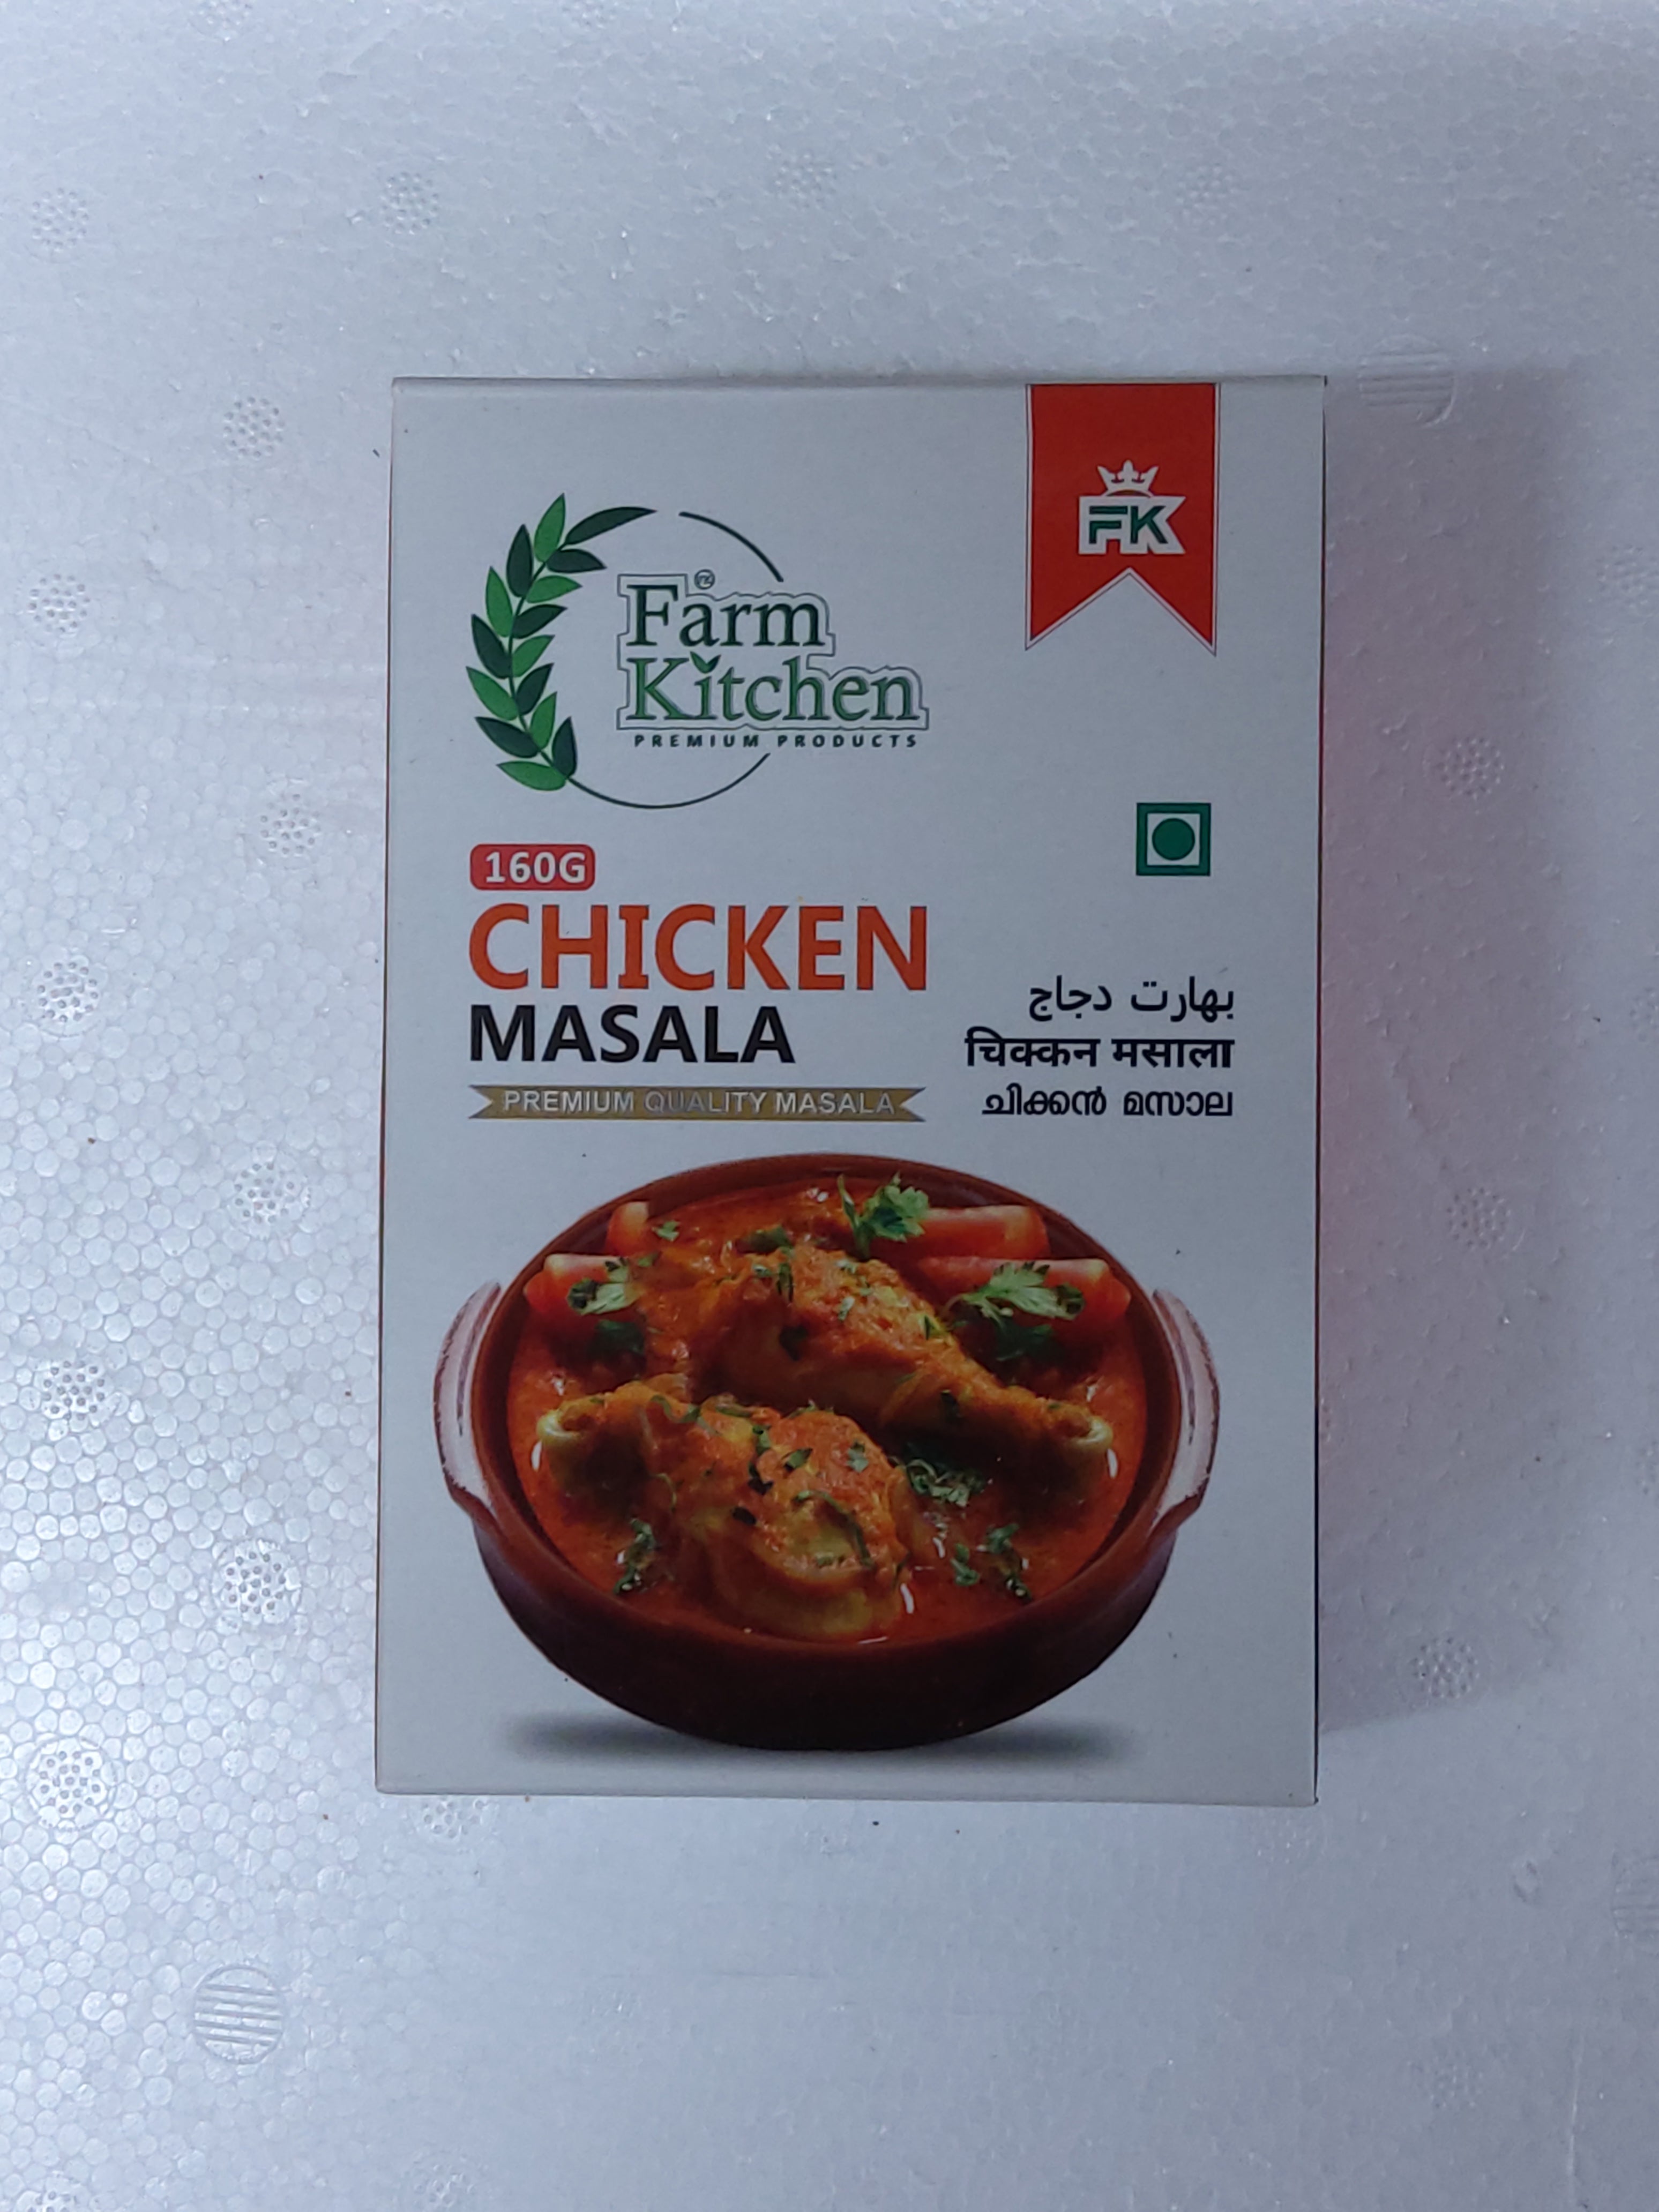 FK
Farm
Kitchen
PREMIUM PRODUCTS
160G
CHICKEN
MASALA
PREMIUM QUALITY MASALA
بهارت دجاج
चिक्कन मसाला
ചിക്കൻ മസാല